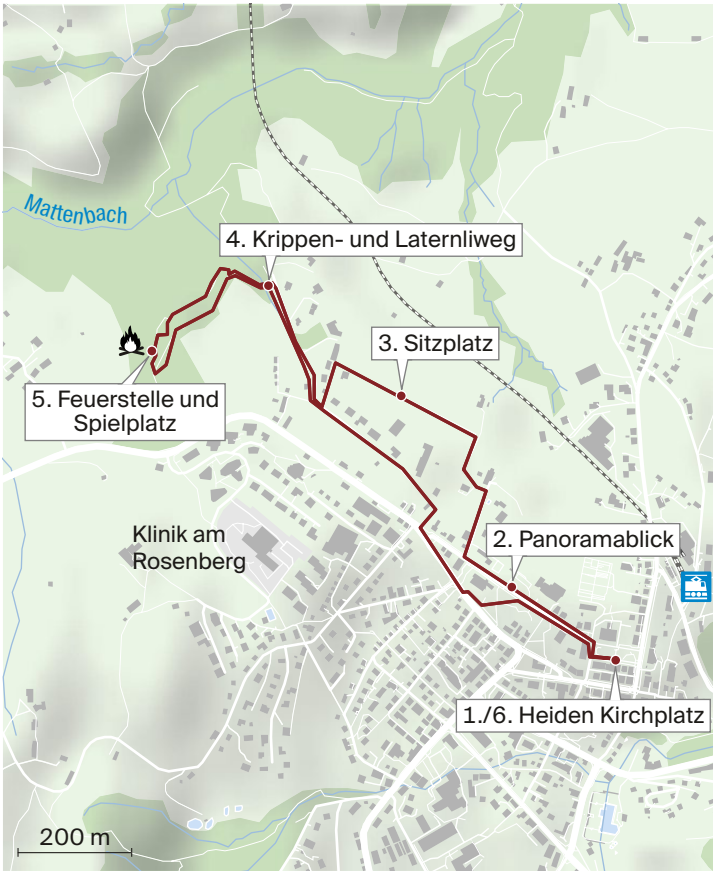 Mattenbach
4. Krippen- und Laternliweg
3. Sitzplatz
5. Feuerstelle und
Spielplatz
Klinik am
Rosenberg
2. Panoramablick
1./6. Heiden Kirchplatz
200 m